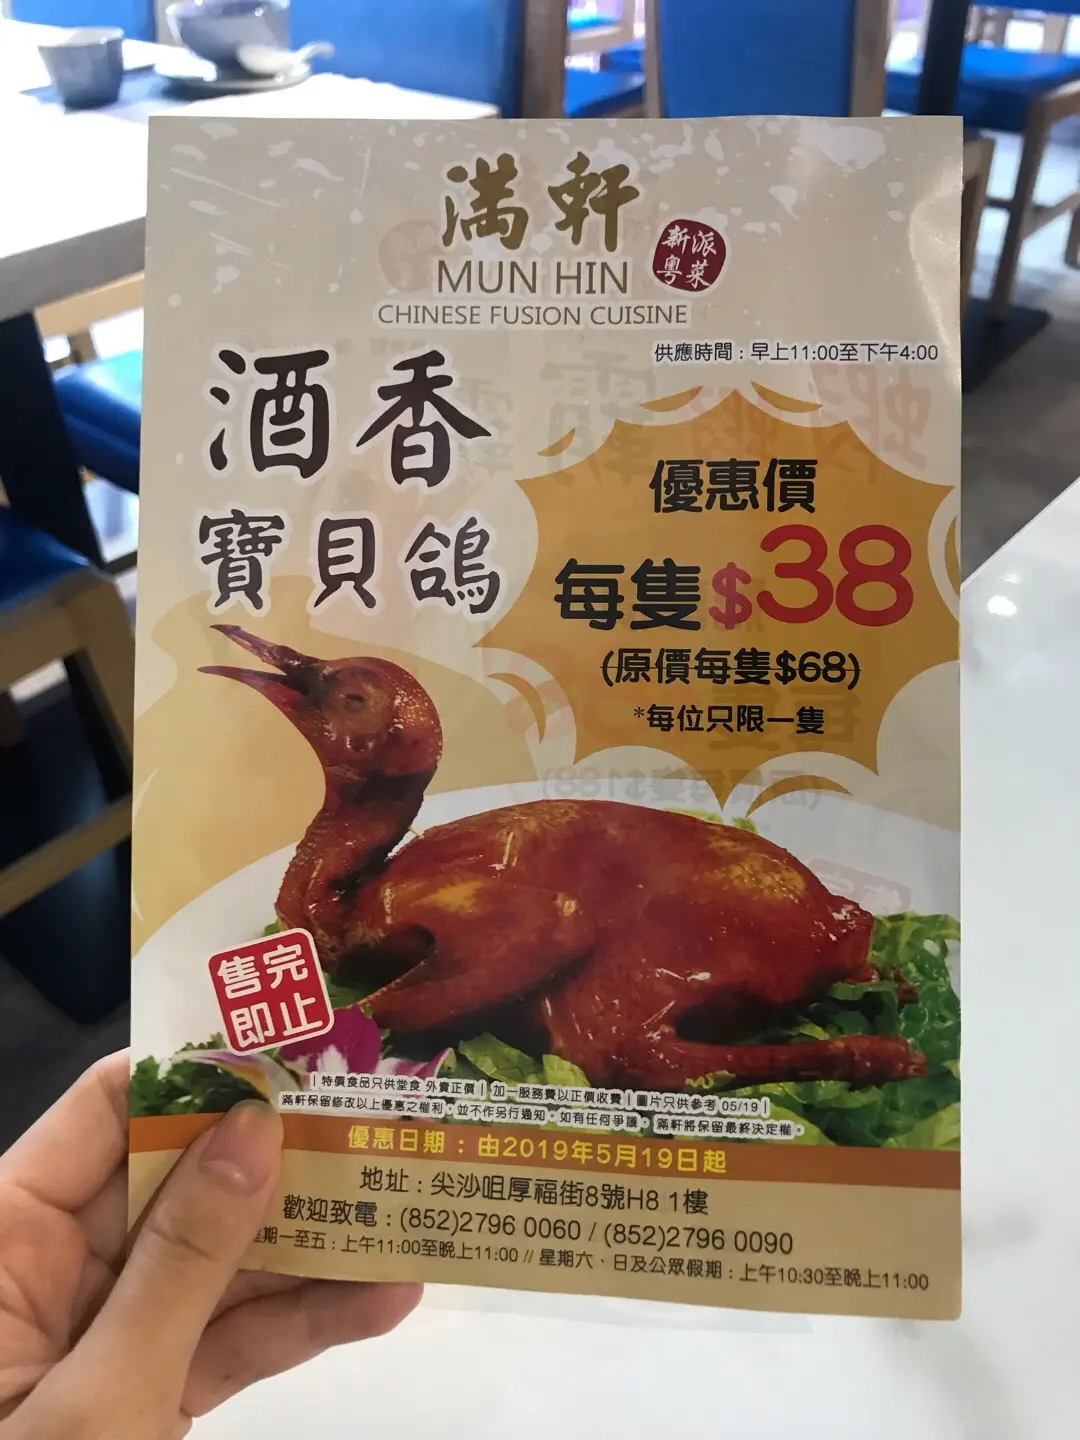 满軒
MUN HIN
新派
粵菜
CHINESE FUSION CUISINE
供應時間：早上11:00至下午4:00
酒香
寶貝鴿
優惠價
每隻$38
(原價每隻$68)
*每位只限一隻
售完
即止
| 特價食品只供堂食 外賣正價 | 加一服務費以正價收費 | 圖片只供參考 05/19 |
滿軒保留修改以上優惠之權利，並不作另行通知。如有任何爭議，滿軒將保留最終決定權。
優惠日期：由2019年5月19日起
地址：尖沙咀厚福街8號H8 1樓
歡迎致電：(852)2796 0060 / (852)2796 0090
期一至五：上午11:00至晚上11:00 // 星期六、日及公眾假期：上午10:30至晚上11:00